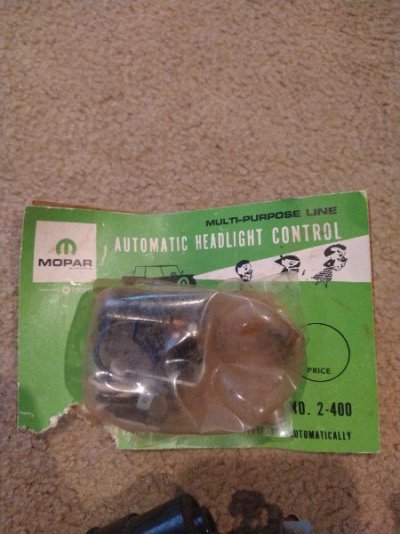 MULTI-PURPOSE LINE
AUTOMATIC HEADLIGHT CONTROL
MOPAR
PRICE
NO. 2-400
AUTOMATICALLY